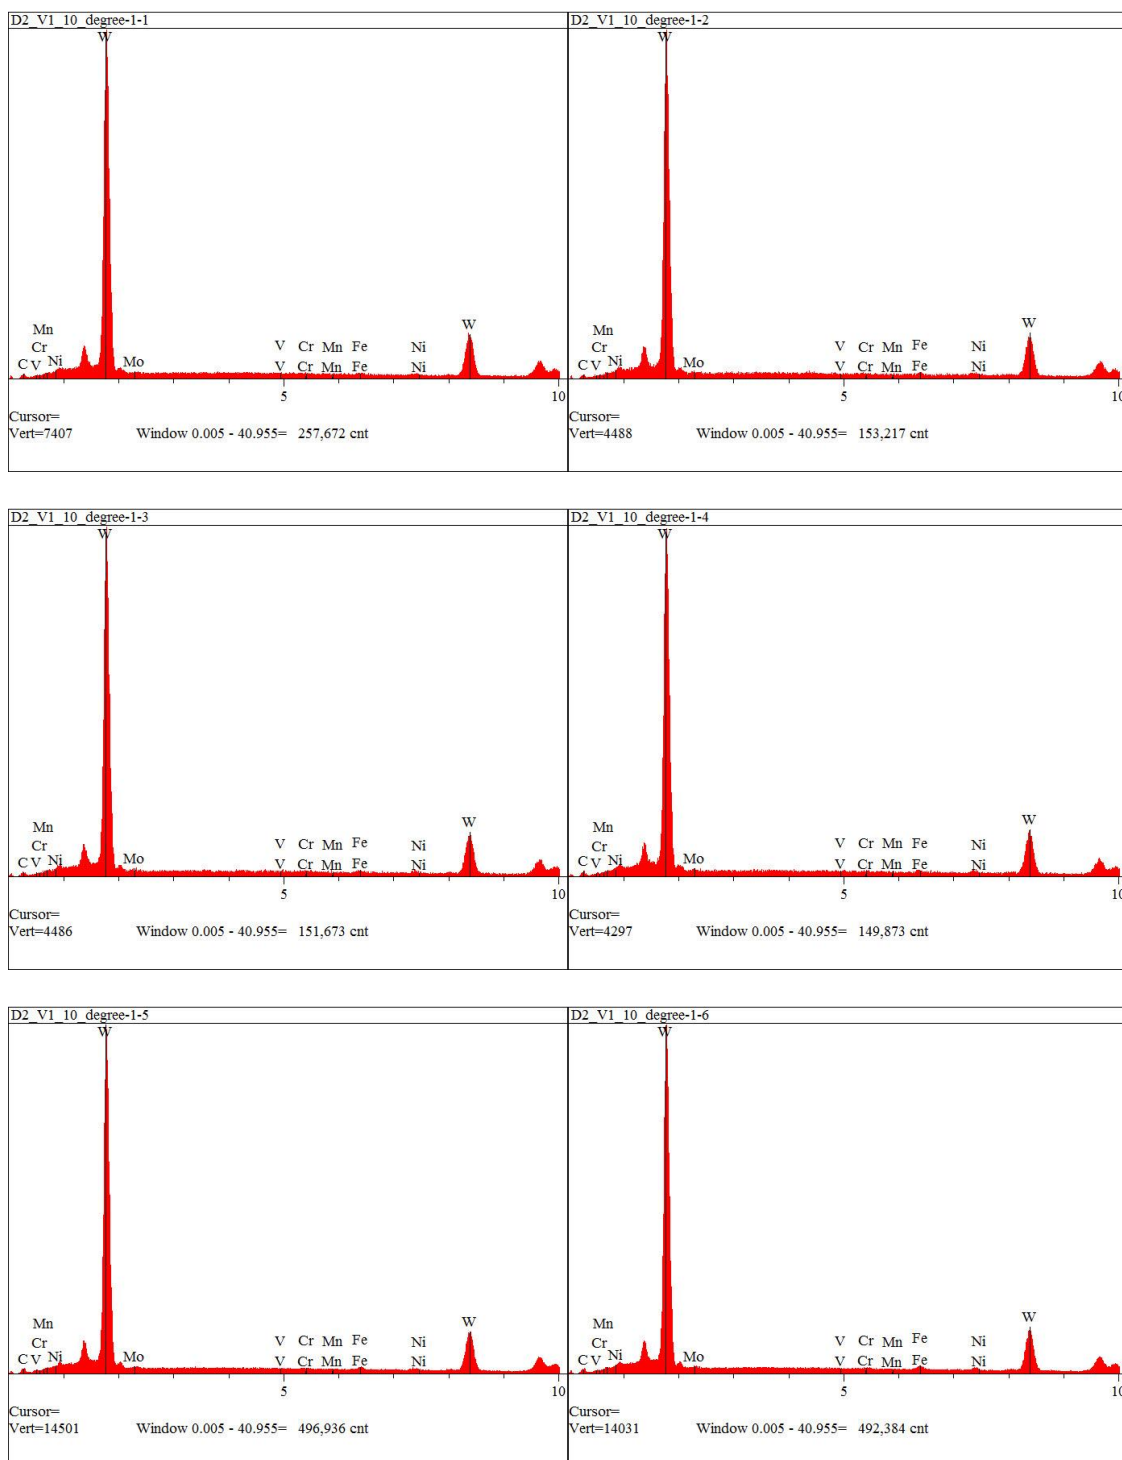 D2_V1_10_degree-1-1
W
Mn
Cr
C V Ni Mo
V Cr Mn Fe Ni
V Cr Mn Fe Ni
W
5 10
Cursor=
Vert=7407 Window 0.005 - 40.955= 257,672 cnt
D2_V1_10_degree-1-2
W
Mn
Cr
C V Ni Mo
V Cr Mn Fe Ni
V Cr Mn Fe Ni
W
5 10
Cursor=
Vert=4488 Window 0.005 - 40.955= 153,217 cnt
D2_V1_10_degree-1-3
W
Mn
Cr
C V Ni Mo
V Cr Mn Fe Ni
V Cr Mn Fe Ni
W
5 10
Cursor=
Vert=4486 Window 0.005 - 40.955= 151,673 cnt
D2_V1_10_degree-1-4
W
Mn
Cr
C V Ni Mo
V Cr Mn Fe Ni
V Cr Mn Fe Ni
W
5 10
Cursor=
Vert=4297 Window 0.005 - 40.955= 149,873 cnt
D2_V1_10_degree-1-5
W
Mn
Cr
C V Ni Mo
V Cr Mn Fe Ni
V Cr Mn Fe Ni
W
5 10
Cursor=
Vert=14501 Window 0.005 - 40.955= 496,936 cnt
D2_V1_10_degree-1-6
W
Mn
Cr
C V Ni Mo
V Cr Mn Fe Ni
V Cr Mn Fe Ni
W
5 10
Cursor=
Vert=14031 Window 0.005 - 40.955= 492,384 cnt